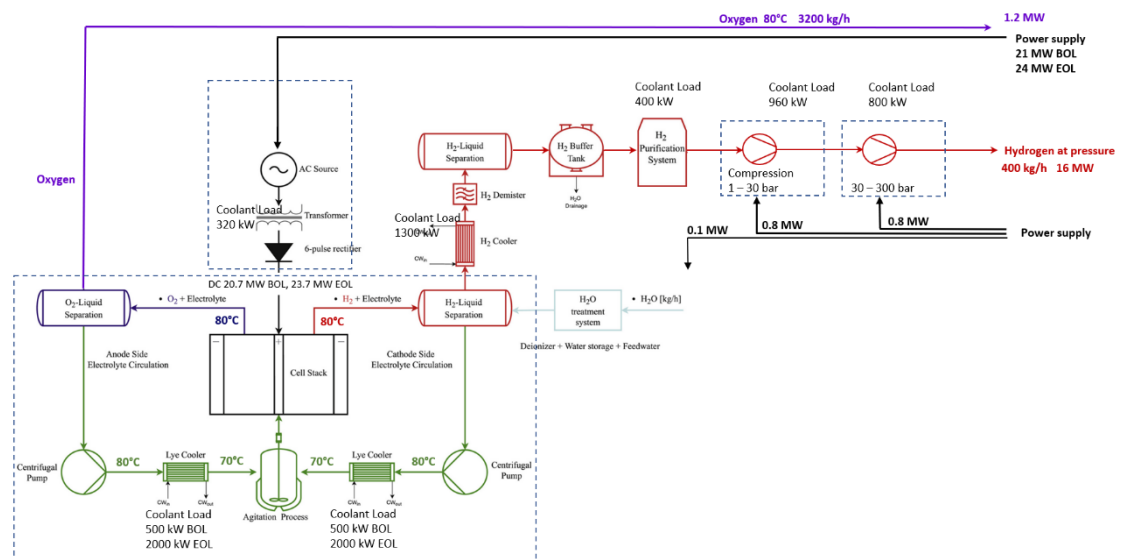 Oxygen 80°C 3200 kg/h
1.2 MW
Power supply
21 MW BOL
24 MW EOL
Coolant Load
400 kW
Coolant Load
960 kW
Coolant Load
800 kW
H2-Liquid
Separation
H2 Buffer
Tank
H2
Purification
System
Hydrogen at pressure
400 kg/h 16 MW
AC Source
Oxygen
Compression
1 – 30 bar
30 – 300 bar
H2 Demister
H2O
Drainage
Coolant Load
320 kW
Transformer
Coolant Load
1300 kW
0.1 MW
0.8 MW
0.8 MW
Power supply
6-pulse rectifier
H2 Cooler
CWin
DC 20.7 MW BOL, 23.7 MW EOL
O2-Liquid
Separation
• O2 + Electrolyte
80°C
• H2 + Electrolyte
80°C
H2-Liquid
Separation
H2O
treatment
system
• H2O [kg/h]
Deionizer + Water storage + Feedwater
Anode Side
Electrolyte Circulation
Cell Stack
Cathode Side
Electrolyte Circulation
− + −
Centrifugal
Pump
80°C
Lye Cooler
70°C
70°C
Lye Cooler
80°C
Centrifugal
Pump
CWin
CWout
CWin
CWout
Agitation Process
Coolant Load
500 kW BOL
2000 kW EOL
Coolant Load
500 kW BOL
2000 kW EOL